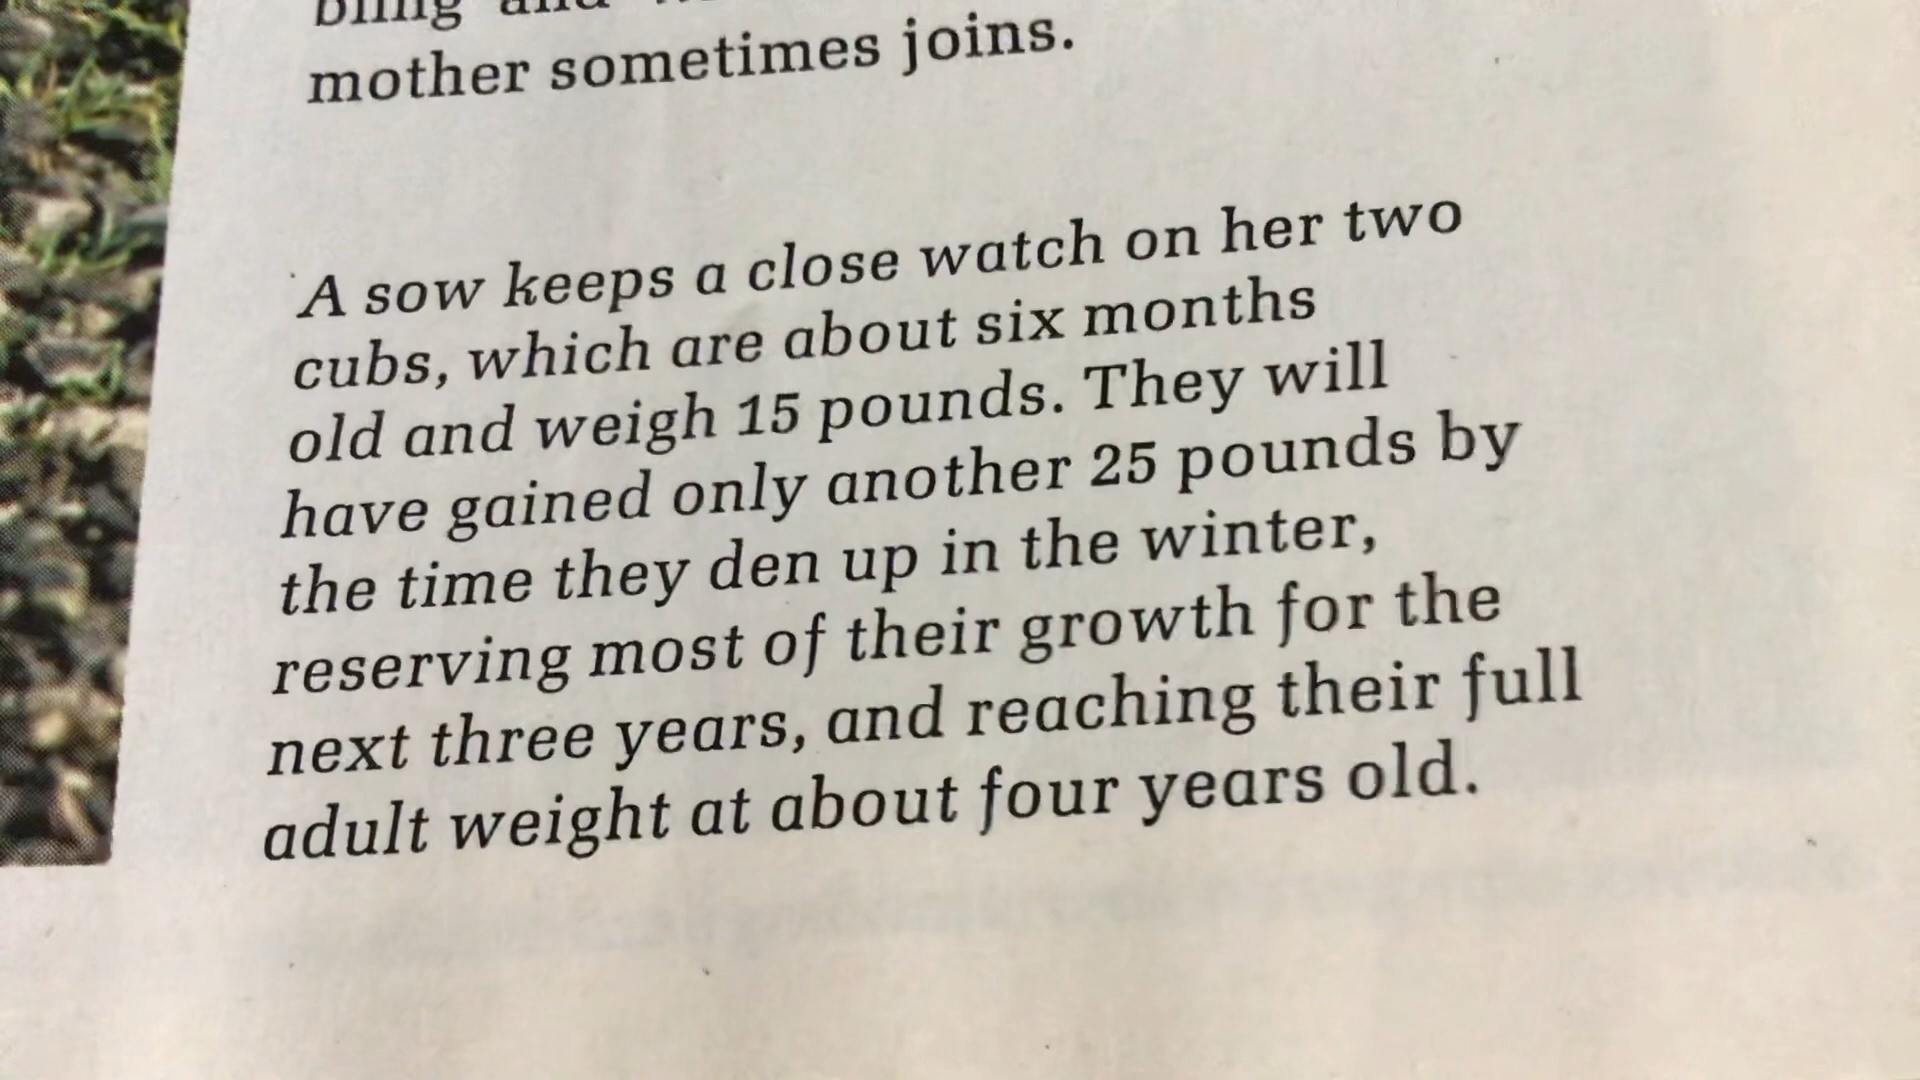 and
mother sometimes joins.
A sow keeps a close watch on her two
cubs, which are about six months
old and weigh 15 pounds. They will
have gained only another 25 pounds by
the time they den up in the winter,
reserving most of their growth for the
next three years, and reaching their full
adult weight at about four years old.